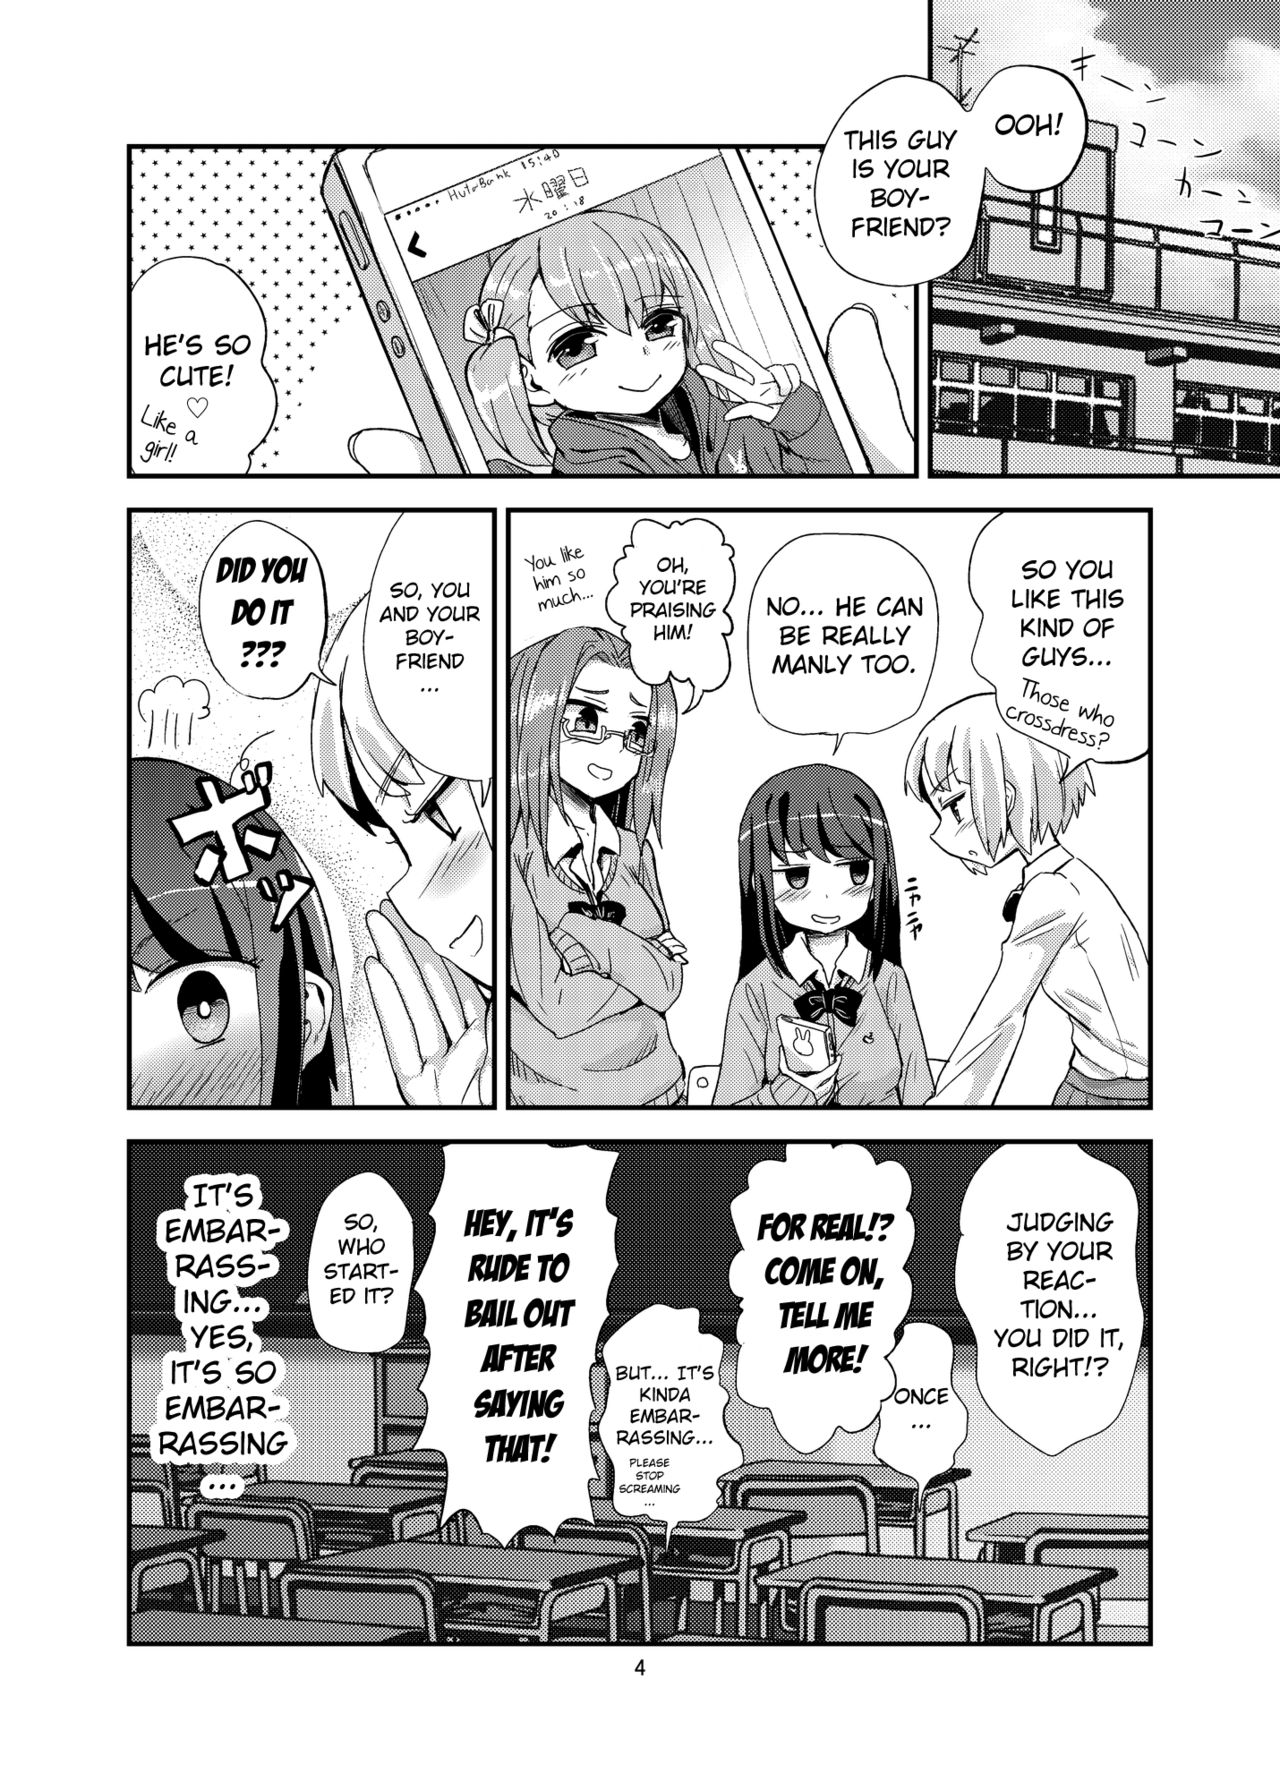 キーン
コーン
カーン
コーン
OOH!
THIS GUY
IS YOUR
BOY-
FRIEND?
HutaBank 15:40
水曜日
20:18
HE'S SO
CUTE!
♡
Like a
girl!
SO YOU
LIKE THIS
KIND OF
GUYS...
Those who
crossdress?
NO... HE CAN
BE REALLY
MANLY TOO.
ニヤニヤ
OH,
YOU'RE
PRAISING
HIM!
You like
him so
much...
SO, YOU
AND YOUR
BOY-
FRIEND
...
DID YOU
DO IT
???
ボッ
JUDGING
BY YOUR
REAC-
TION...
YOU DID IT,
RIGHT!?
ONCE
...
FOR REAL!?
COME ON,
TELL ME
MORE!
BUT... IT'S
KINDA
EMBAR-
RASSING...
PLEASE
STOP
SCREAMING
...
HEY, IT'S
RUDE TO
BAIL OUT
AFTER
SAYING
THAT!
SO,
WHO
START-
ED IT?
IT'S
EMBAR-
RASS-
ING...
YES,
IT'S SO
EMBAR-
RASSING
...
4